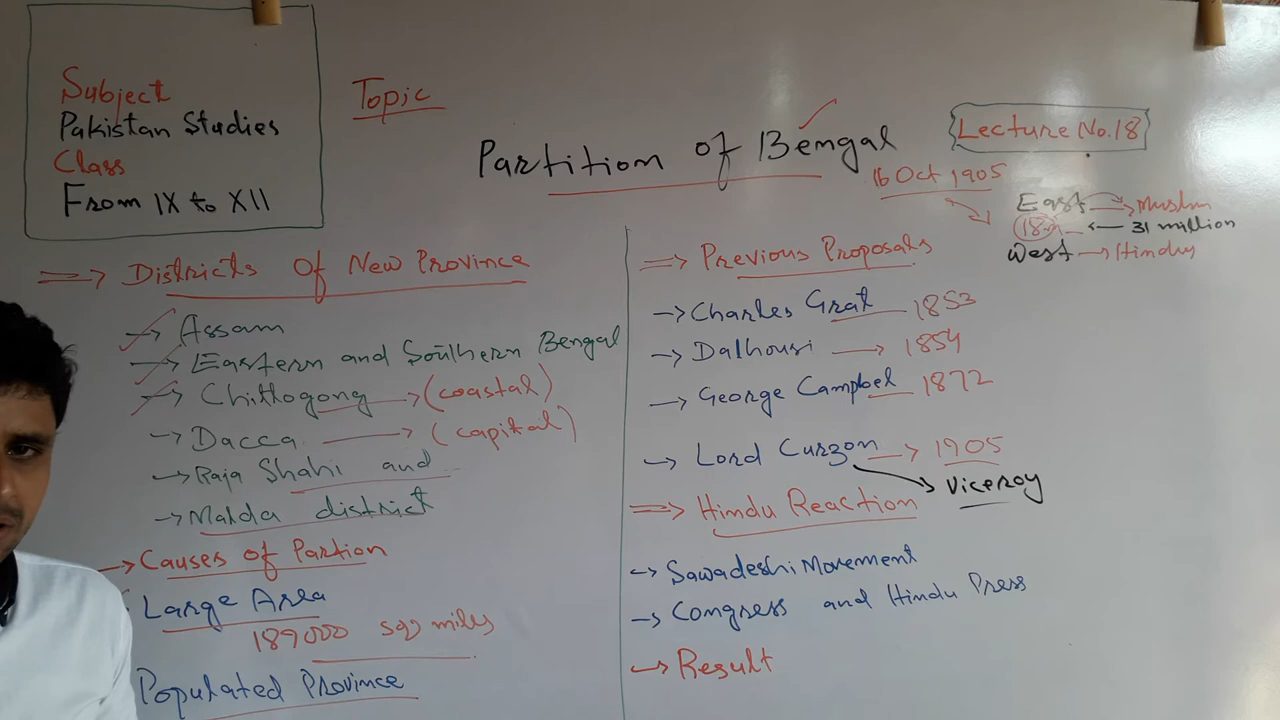 Subject
Pakistan Studies
Class
From IX to XII
Topic
Partition of Bengal
Lecture No.18
16 Oct 1905
East → Muslim
18 ← 31 million
West → Hindus
⇒ Districts Of New Province
→ Assam
→ Eastern and Southern Bengal
→ Chittogong → (coastal)
→ Dacca → (capital)
→ Raja Shahi and
→ Malda district
→ Causes of Partion
Large Area
189000 sqr miles
Populated Province
⇒ Previous Proposals
→ Charles Grat 1853
→ Dalhousi → 1854
→ George Campbel 1872
→ Lord Curzon → 1905
→ Viceroy
⇒ Hindu Reaction
→ Sawadeshi Movement
→ Congress and Hindu Press
→ Result